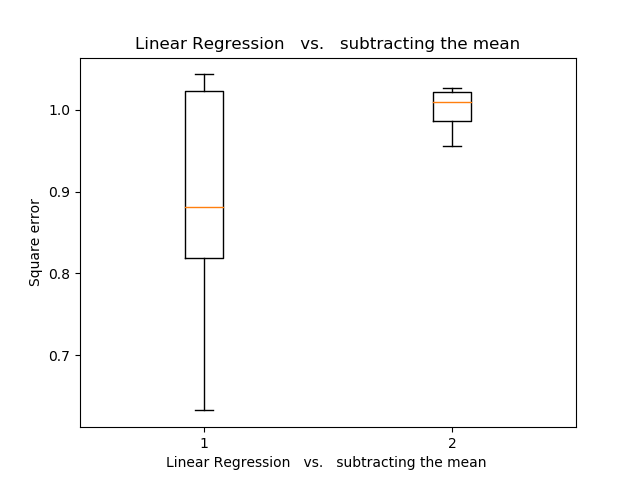 Linear Regression   vs.   subtracting the mean
1.0
0.9
0.8
0.7
Square error
1 2
Linear Regression   vs.   subtracting the mean